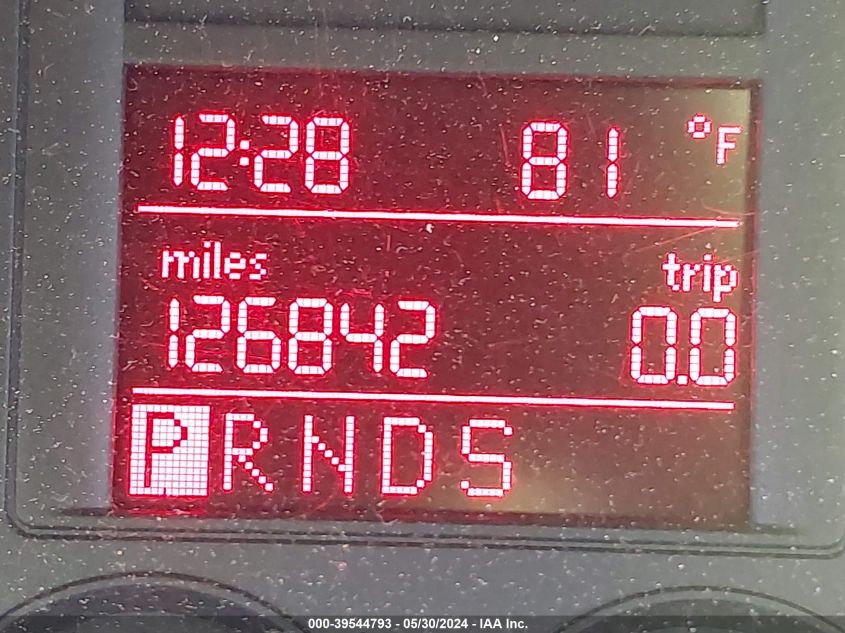 12:28 81 °F
miles trip
126842 0.0
P R N D S
000-39544793 - 05/30/2024 - IAA Inc.